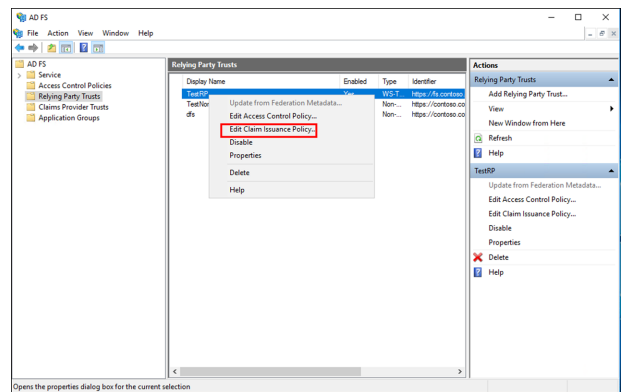 AD FS
File Action View Window Help
AD FS
Service
Access Control Policies
Relying Party Trusts
Claims Provider Trusts
Application Groups
Relying Party Trusts
Display Name Enabled Type Identifier
TestRP Yes WS-T... https://fs.contoso
TestNon Non-... https://contoso.co
dfs Non-... https://contoso.co
Update from Federation Metadata...
Edit Access Control Policy...
Edit Claim Issuance Policy...
Disable
Properties
Delete
Help
Actions
Relying Party Trusts
Add Relying Party Trust...
View
New Window from Here
Refresh
Help
TestRP
Update from Federation Metadata...
Edit Access Control Policy...
Edit Claim Issuance Policy...
Disable
Properties
Delete
Help
Opens the properties dialog box for the current selection